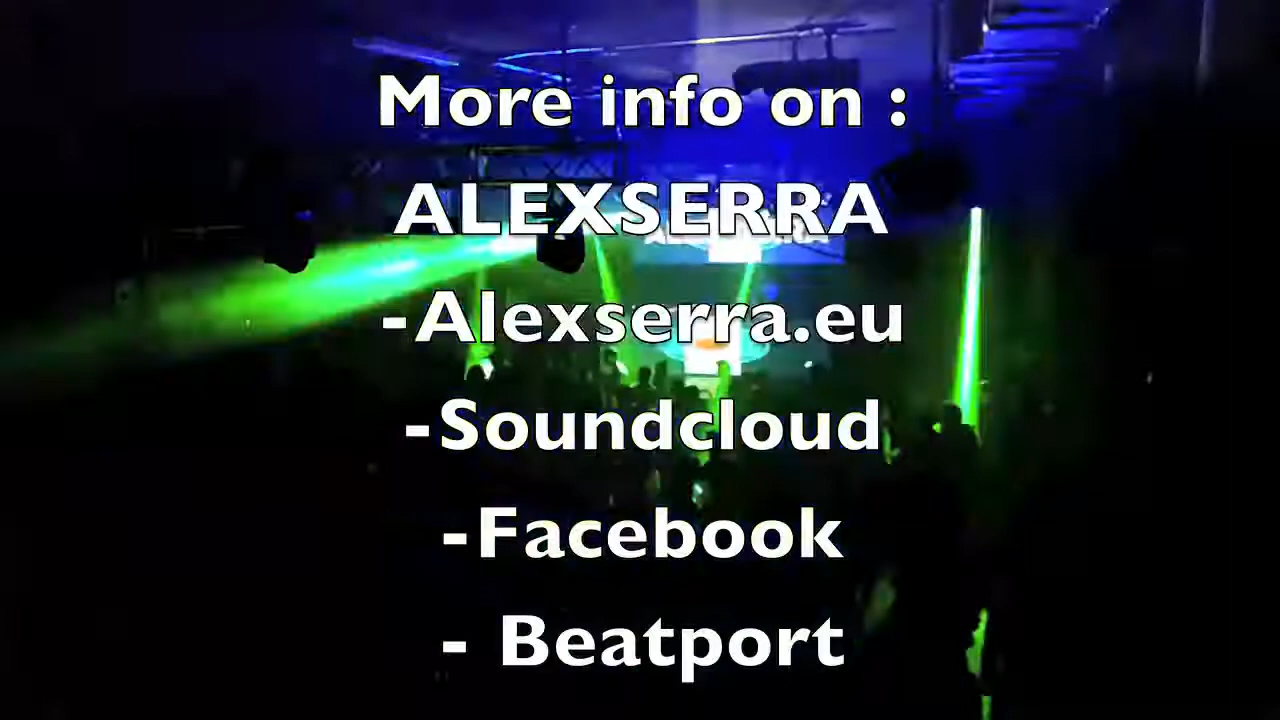 More info on :
ALEXSERRA
-Alexserra.eu
-Soundcloud
-Facebook
- Beatport